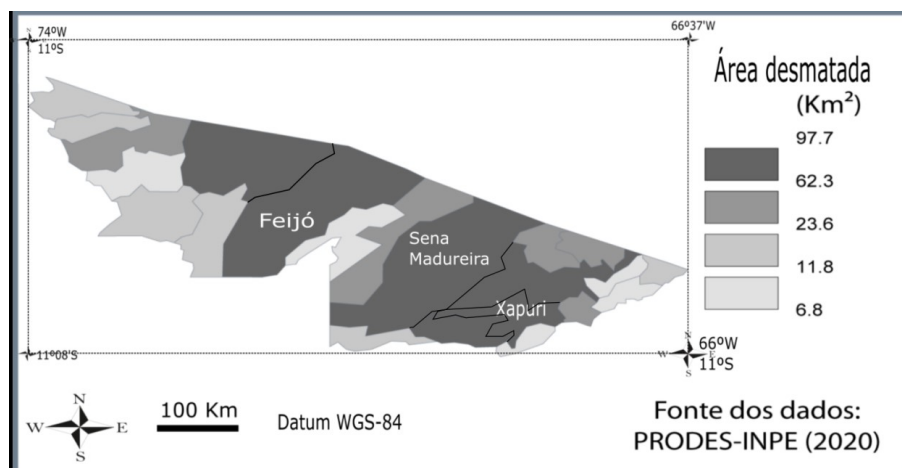 74ºW
11ºS
66º37'W
Área desmatada
(Km²)
97.7
62.3
23.6
11.8
6.8
Feijó
Sena
Madureira
Xapuri
11º08'S
66ºW
11ºS
W E
S
N
W E
S
100 Km
Datum WGS-84
Fonte dos dados:
PRODES-INPE (2020)